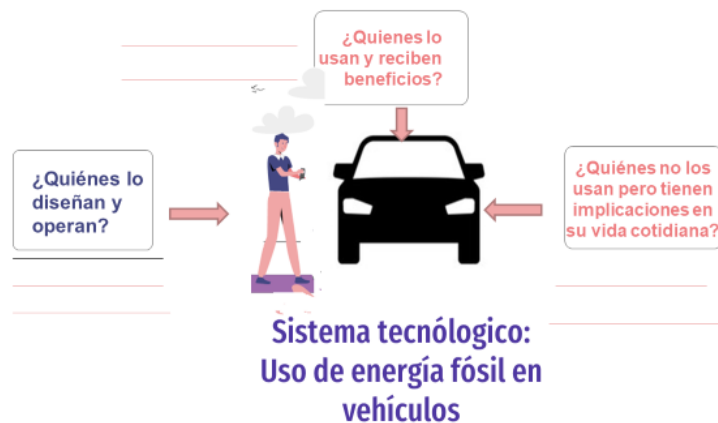 ¿Quienes lo
usan y reciben
beneficios?
¿Quiénes lo
diseñan y
operan?
¿Quiénes no los
usan pero tienen
implicaciones en
su vida cotidiana?
Sistema tecnólogico:
Uso de energía fósil en
vehículos